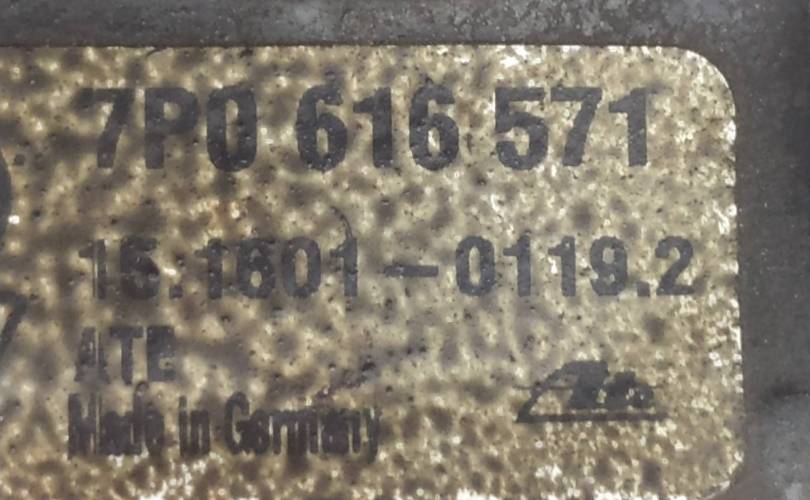 7P0 616 571
15.1601-0119.2
ATE
Made in Germany
Ate